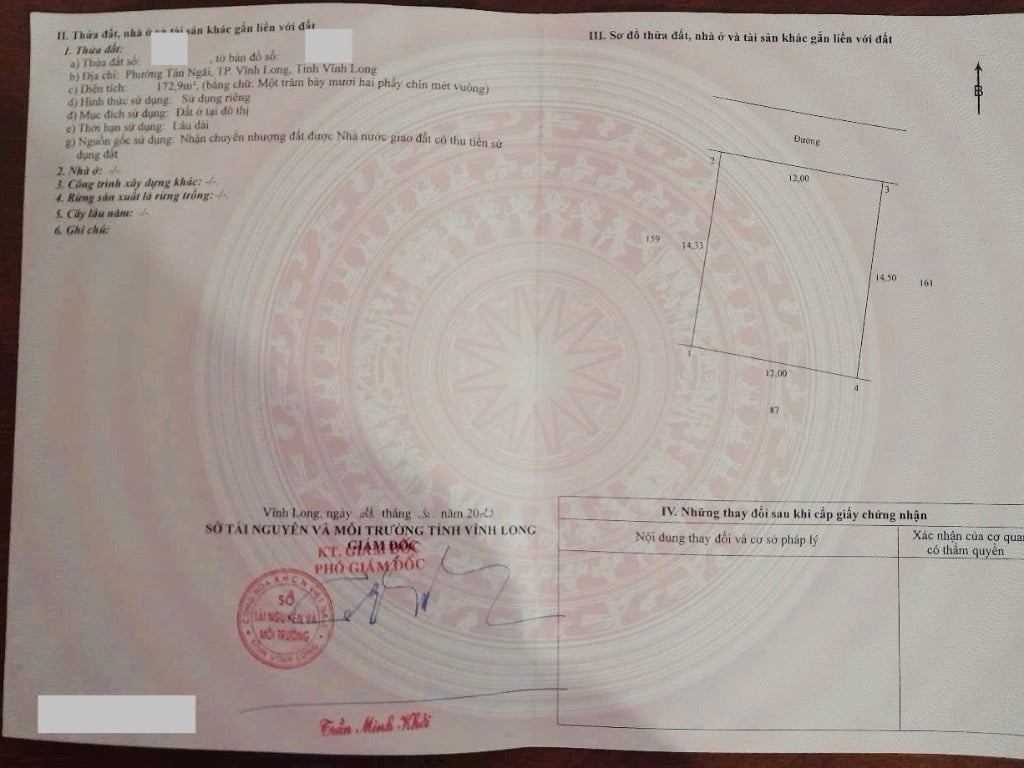 II. Thửa đất, nhà ở và tài sản khác gắn liền với đất
1. Thửa đất:
a) Thửa đất số: , tờ bản đồ số:
b) Địa chỉ: Phường Tân Ngãi, TP. Vĩnh Long, Tỉnh Vĩnh Long
c) Diện tích: 172,9m², (bằng chữ: Một trăm bảy mươi hai phẩy chín mét vuông)
d) Hình thức sử dụng: Sử dụng riêng
đ) Mục đích sử dụng: Đất ở tại đô thị
e) Thời hạn sử dụng: Lâu dài
g) Nguồn gốc sử dụng: Nhận chuyển nhượng đất được Nhà nước giao đất có thu tiền sử
dụng đất
2. Nhà ở: -/-
3. Công trình xây dựng khác: -/-
4. Rừng sản xuất là rừng trồng: -/-
5. Cây lâu năm: -/-
6. Ghi chú:
Vĩnh Long, ngày tháng năm 20
SỞ TÀI NGUYÊN VÀ MÔI TRƯỜNG TỈNH VĨNH LONG
GIÁM ĐỐC
KT. GIÁM ĐỐC
PHÓ GIÁM ĐỐC
SỞ
TÀI NGUYÊN VÀ
MÔI TRƯỜNG
TỈNH VĨNH LONG
Trần Minh Khởi
III. Sơ đồ thửa đất, nhà ở và tài sản khác gắn liền với đất
B
Đường
2
12,00
3
159
14,33
14,50
161
1
12,00
4
87
IV. Những thay đổi sau khi cấp giấy chứng nhận
Nội dung thay đổi và cơ sở pháp lý
Xác nhận của cơ quan
có thẩm quyền